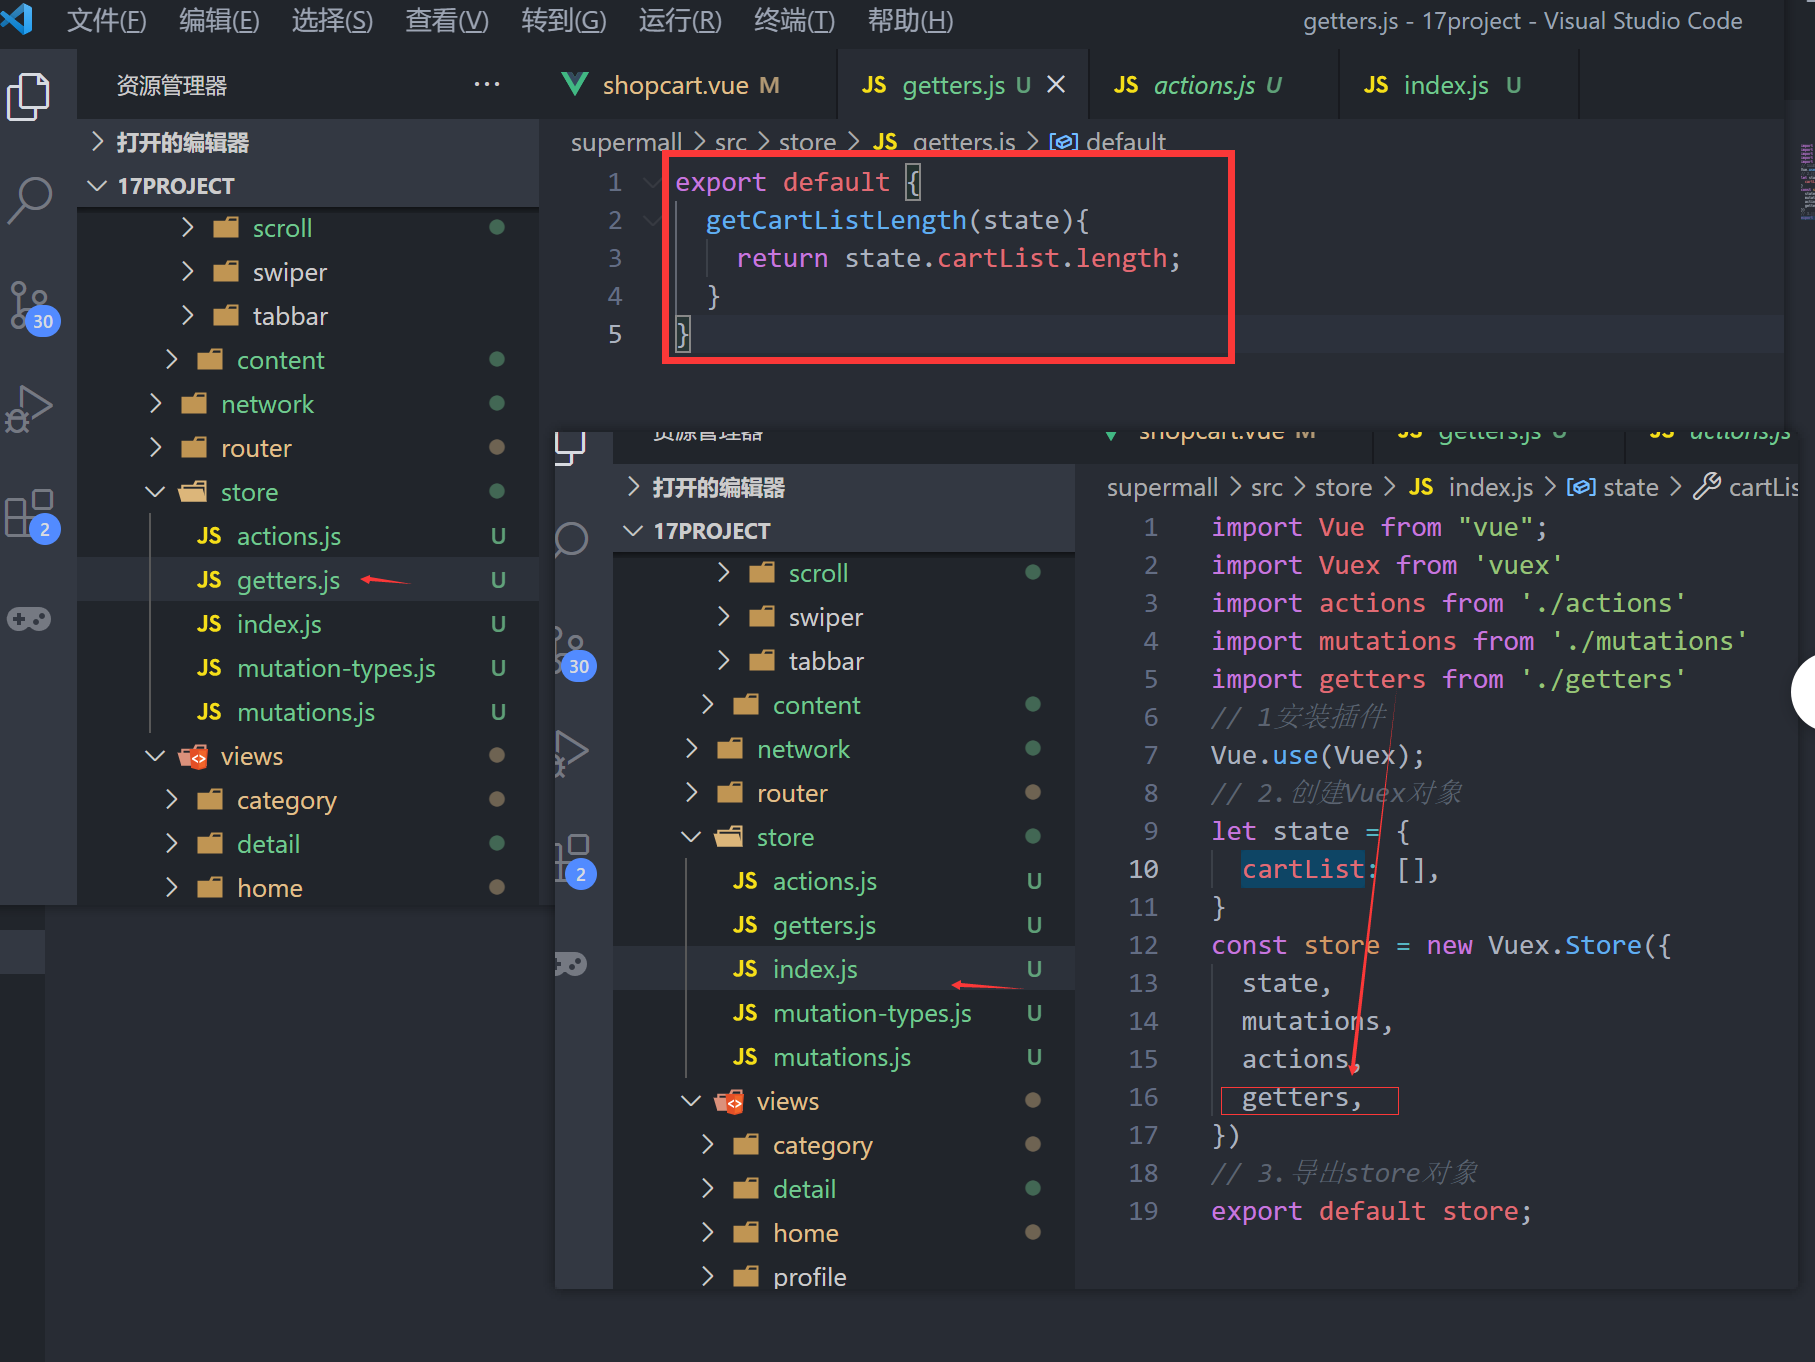 文件(F) 编辑(E) 选择(S) 查看(V) 转到(G) 运行(R) 终端(T) 帮助(H) getters.js - 17project - Visual Studio Code
资源管理器 ···
shopcart.vue M
JS getters.js U
JS actions.js U
JS index.js U
打开的编辑器
17PROJECT
scroll
swiper
tabbar
content
network
router
store
JS actions.js U
JS getters.js U
JS index.js U
JS mutation-types.js U
JS mutations.js U
views
category
detail
home
30
2
supermall > src > store > JS getters.js > default
1 export default {
2 getCartListLength(state){
3 return state.cartList.length;
4 }
5 }
资源管理器
shopcart.vue M
JS getters.js U
JS actions.js
打开的编辑器
17PROJECT
scroll
swiper
tabbar
content
network
router
store
JS actions.js U
JS getters.js U
JS index.js U
JS mutation-types.js U
JS mutations.js U
views
category
detail
home
profile
30
2
supermall > src > store > JS index.js > state > cartLis
1 import Vue from "vue";
2 import Vuex from 'vuex'
3 import actions from './actions'
4 import mutations from './mutations'
5 import getters from './getters'
6 // 1安装插件
7 Vue.use(Vuex);
8 // 2.创建Vuex对象
9 let state = {
10 cartList: [],
11 }
12 const store = new Vuex.Store({
13 state,
14 mutations,
15 actions,
16 getters,
17 })
18 // 3.导出store对象
19 export default store;